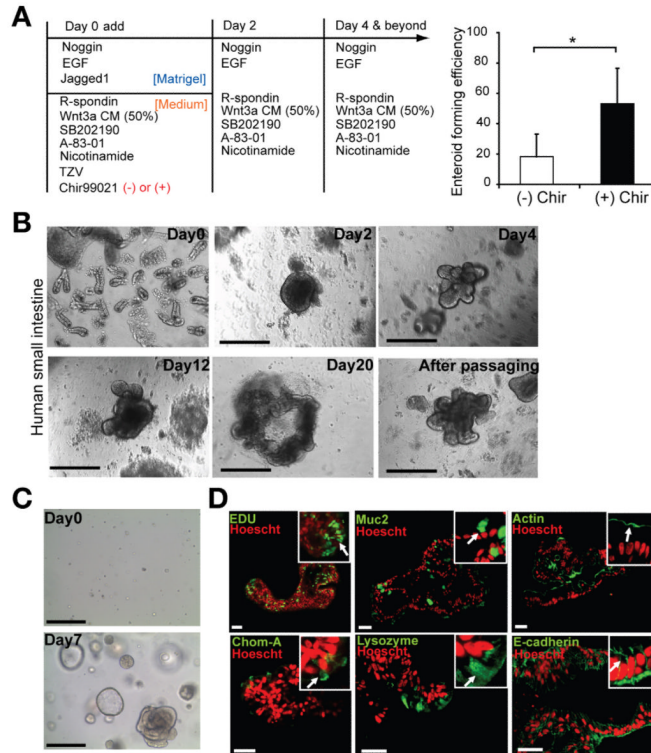 A
Day 0 add
Day 2
Day 4 & beyond
Noggin
EGF
Jagged1
[Matrigel]
R-spondin
[Medium]
Wnt3a CM (50%)
SB202190
A-83-01
Nicotinamide
TZV
Chir99021 (-) or (+)
Noggin
EGF
R-spondin
Wnt3a CM (50%)
SB202190
A-83-01
Nicotinamide
Noggin
EGF
R-spondin
Wnt3a CM (50%)
SB202190
A-83-01
Nicotinamide
Enteroid forming efficiency
100
80
60
40
20
0
*
(-) Chir
(+) Chir
B
Human small intestine
Day0
Day2
Day4
Day12
Day20
After passaging
C
Day0
Day7
D
EDU
Hoescht
Muc2
Hoescht
Actin
Hoescht
Chom-A
Hoescht
Lysozyme
Hoescht
E-cadherin
Hoescht